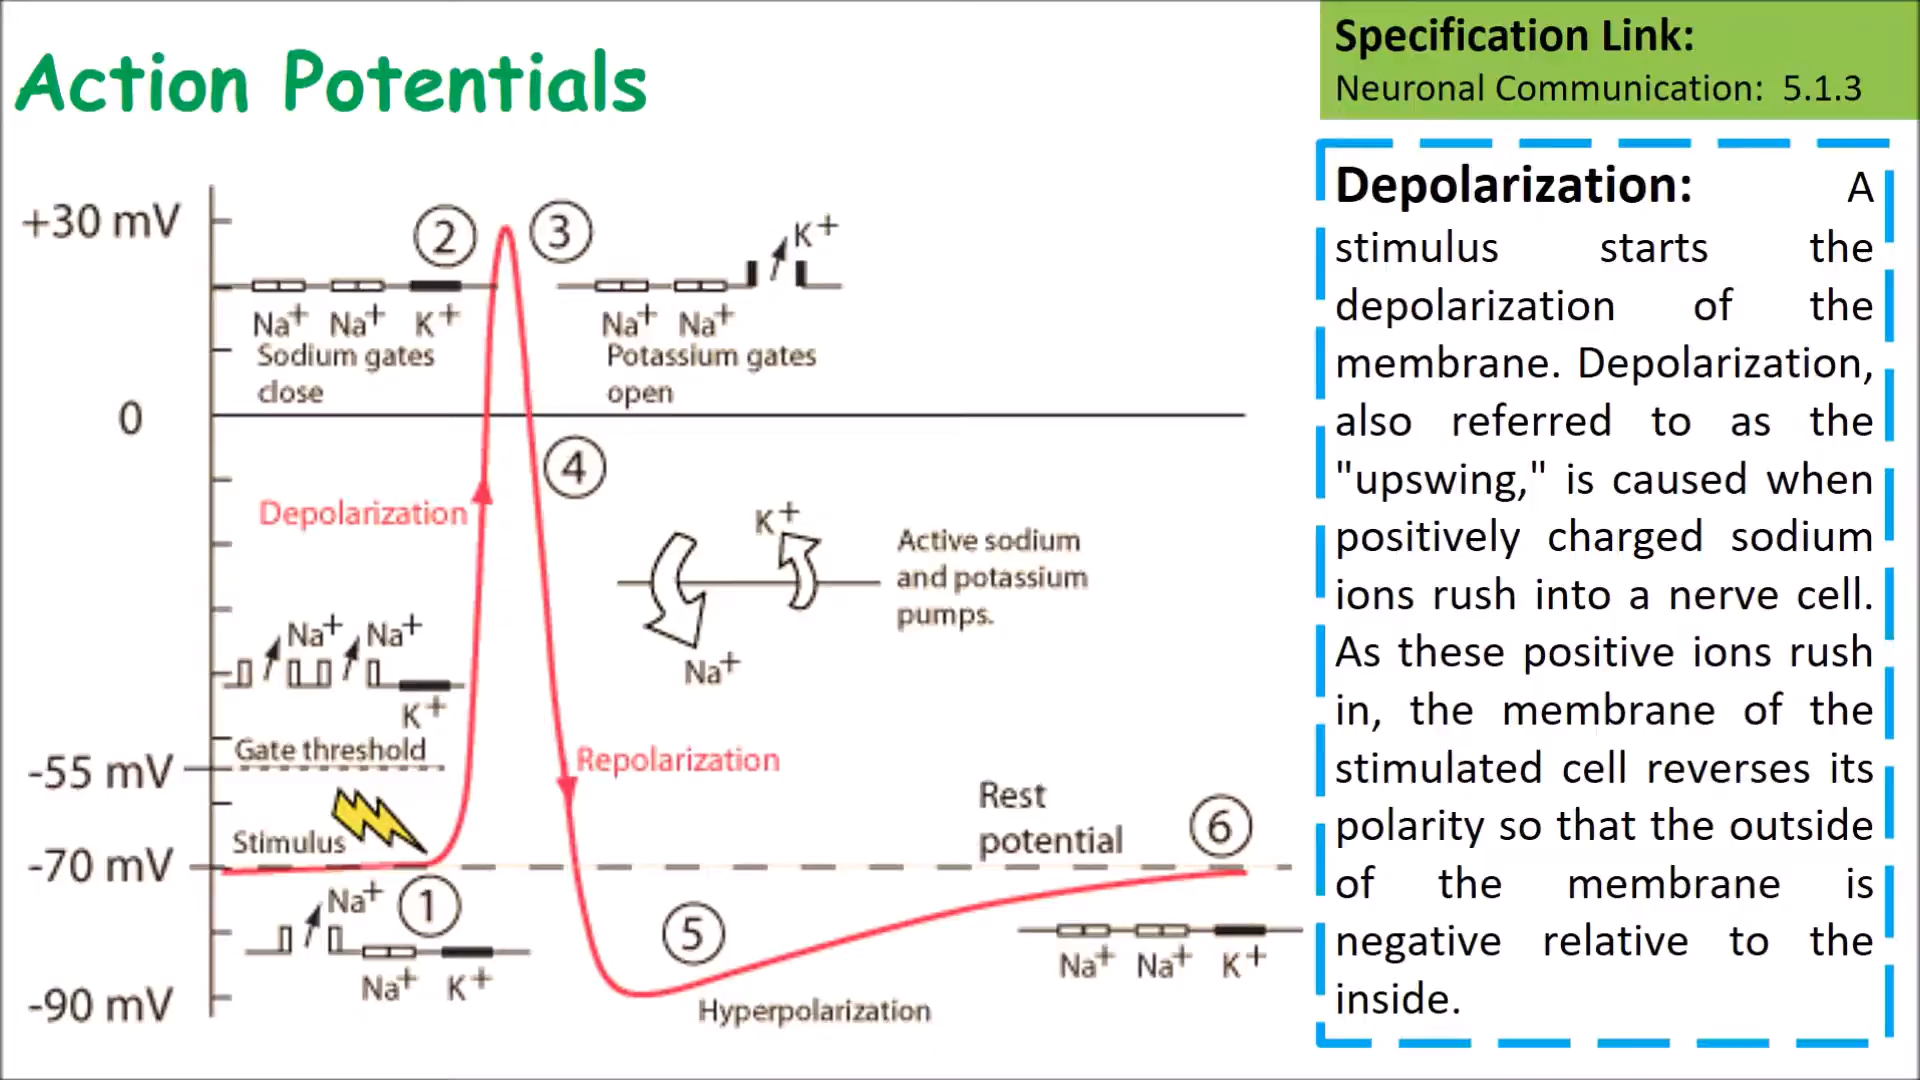 Action Potentials
Specification Link:
Neuronal Communication: 5.1.3
+30 mV
2
3
K+
Na+ Na+ K+
Sodium gates
close
Na+ Na+
Potassium gates
open
0
4
Depolarization
K+
Active sodium
and potassium
pumps.
Na+
Na+ Na+
K+
Gate threshold
-55 mV
Repolarization
Stimulus
Rest
potential
6
-70 mV
Na+
1
Na+ K+
5
Na+ Na+ K+
-90 mV
Hyperpolarization
Depolarization: A
stimulus starts the
depolarization of the
membrane. Depolarization,
also referred to as the
"upswing," is caused when
positively charged sodium
ions rush into a nerve cell.
As these positive ions rush
in, the membrane of the
stimulated cell reverses its
polarity so that the outside
of the membrane is
negative relative to the
inside.